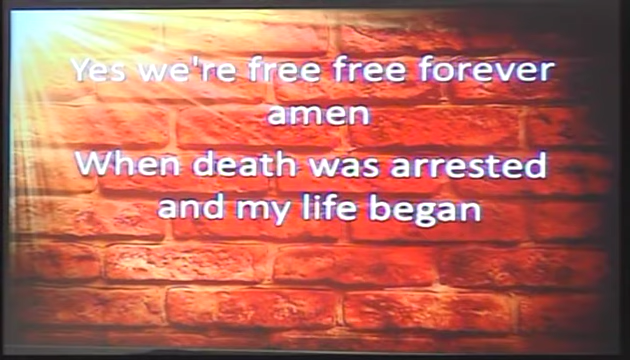 Yes we're free free forever
amen
When death was arrested
and my life began